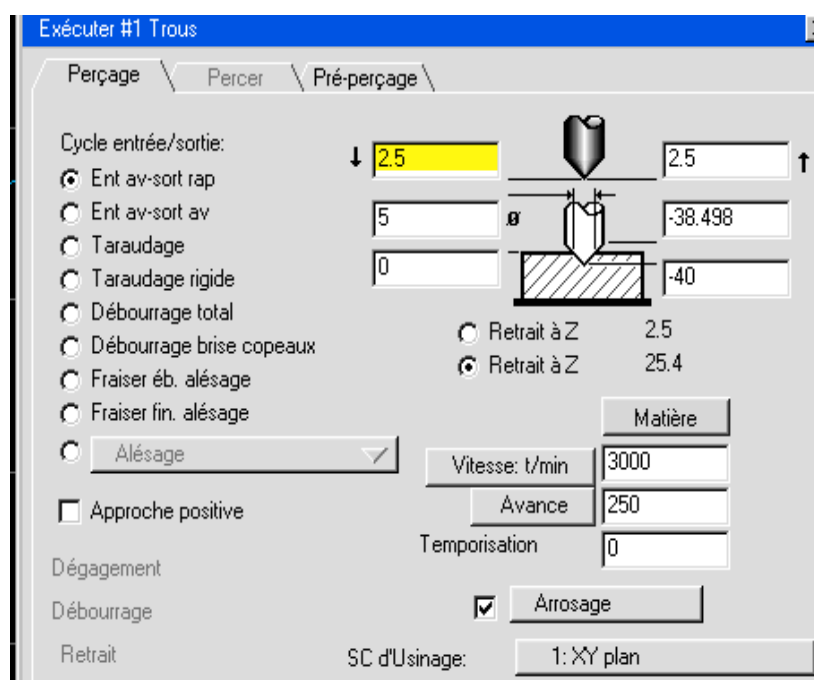 Exécuter #1 Trous
Perçage Percer Pré-perçage
Cycle entrée/sortie:
2.5 2.5
Ent av-sort rap
Ent av-sort av
5 ø -38.498
Taraudage
Taraudage rigide
0 -40
Débourrage total
Débourrage brise copeaux
Retrait à Z 2.5
Retrait à Z 25.4
Fraiser éb. alésage
Fraiser fin. alésage
Matière
Alésage
Vitesse: t/min 3000
Approche positive
Avance 250
Temporisation 0
Dégagement
Débourrage
Arrosage
Retrait
SC d'Usinage: 1: XY plan